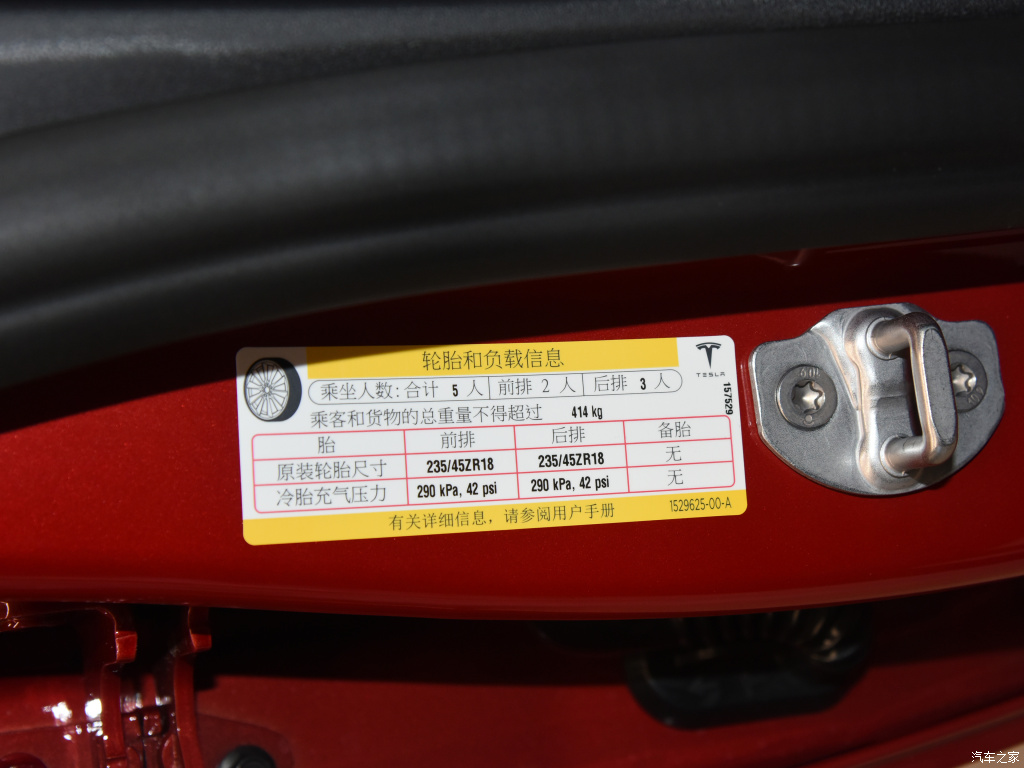 轮胎和负载信息
TESLA
乘坐人数:合计 5 人 前排 2 人 后排 3 人
乘客和货物的总重量不得超过 414 kg
157529
胎 前排 后排 备胎
原装轮胎尺寸 235/45ZR18 235/45ZR18 无
冷胎充气压力 290 kPa, 42 psi 290 kPa, 42 psi 无
有关详细信息，请参阅用户手册 1529625-00-A
汽车之家